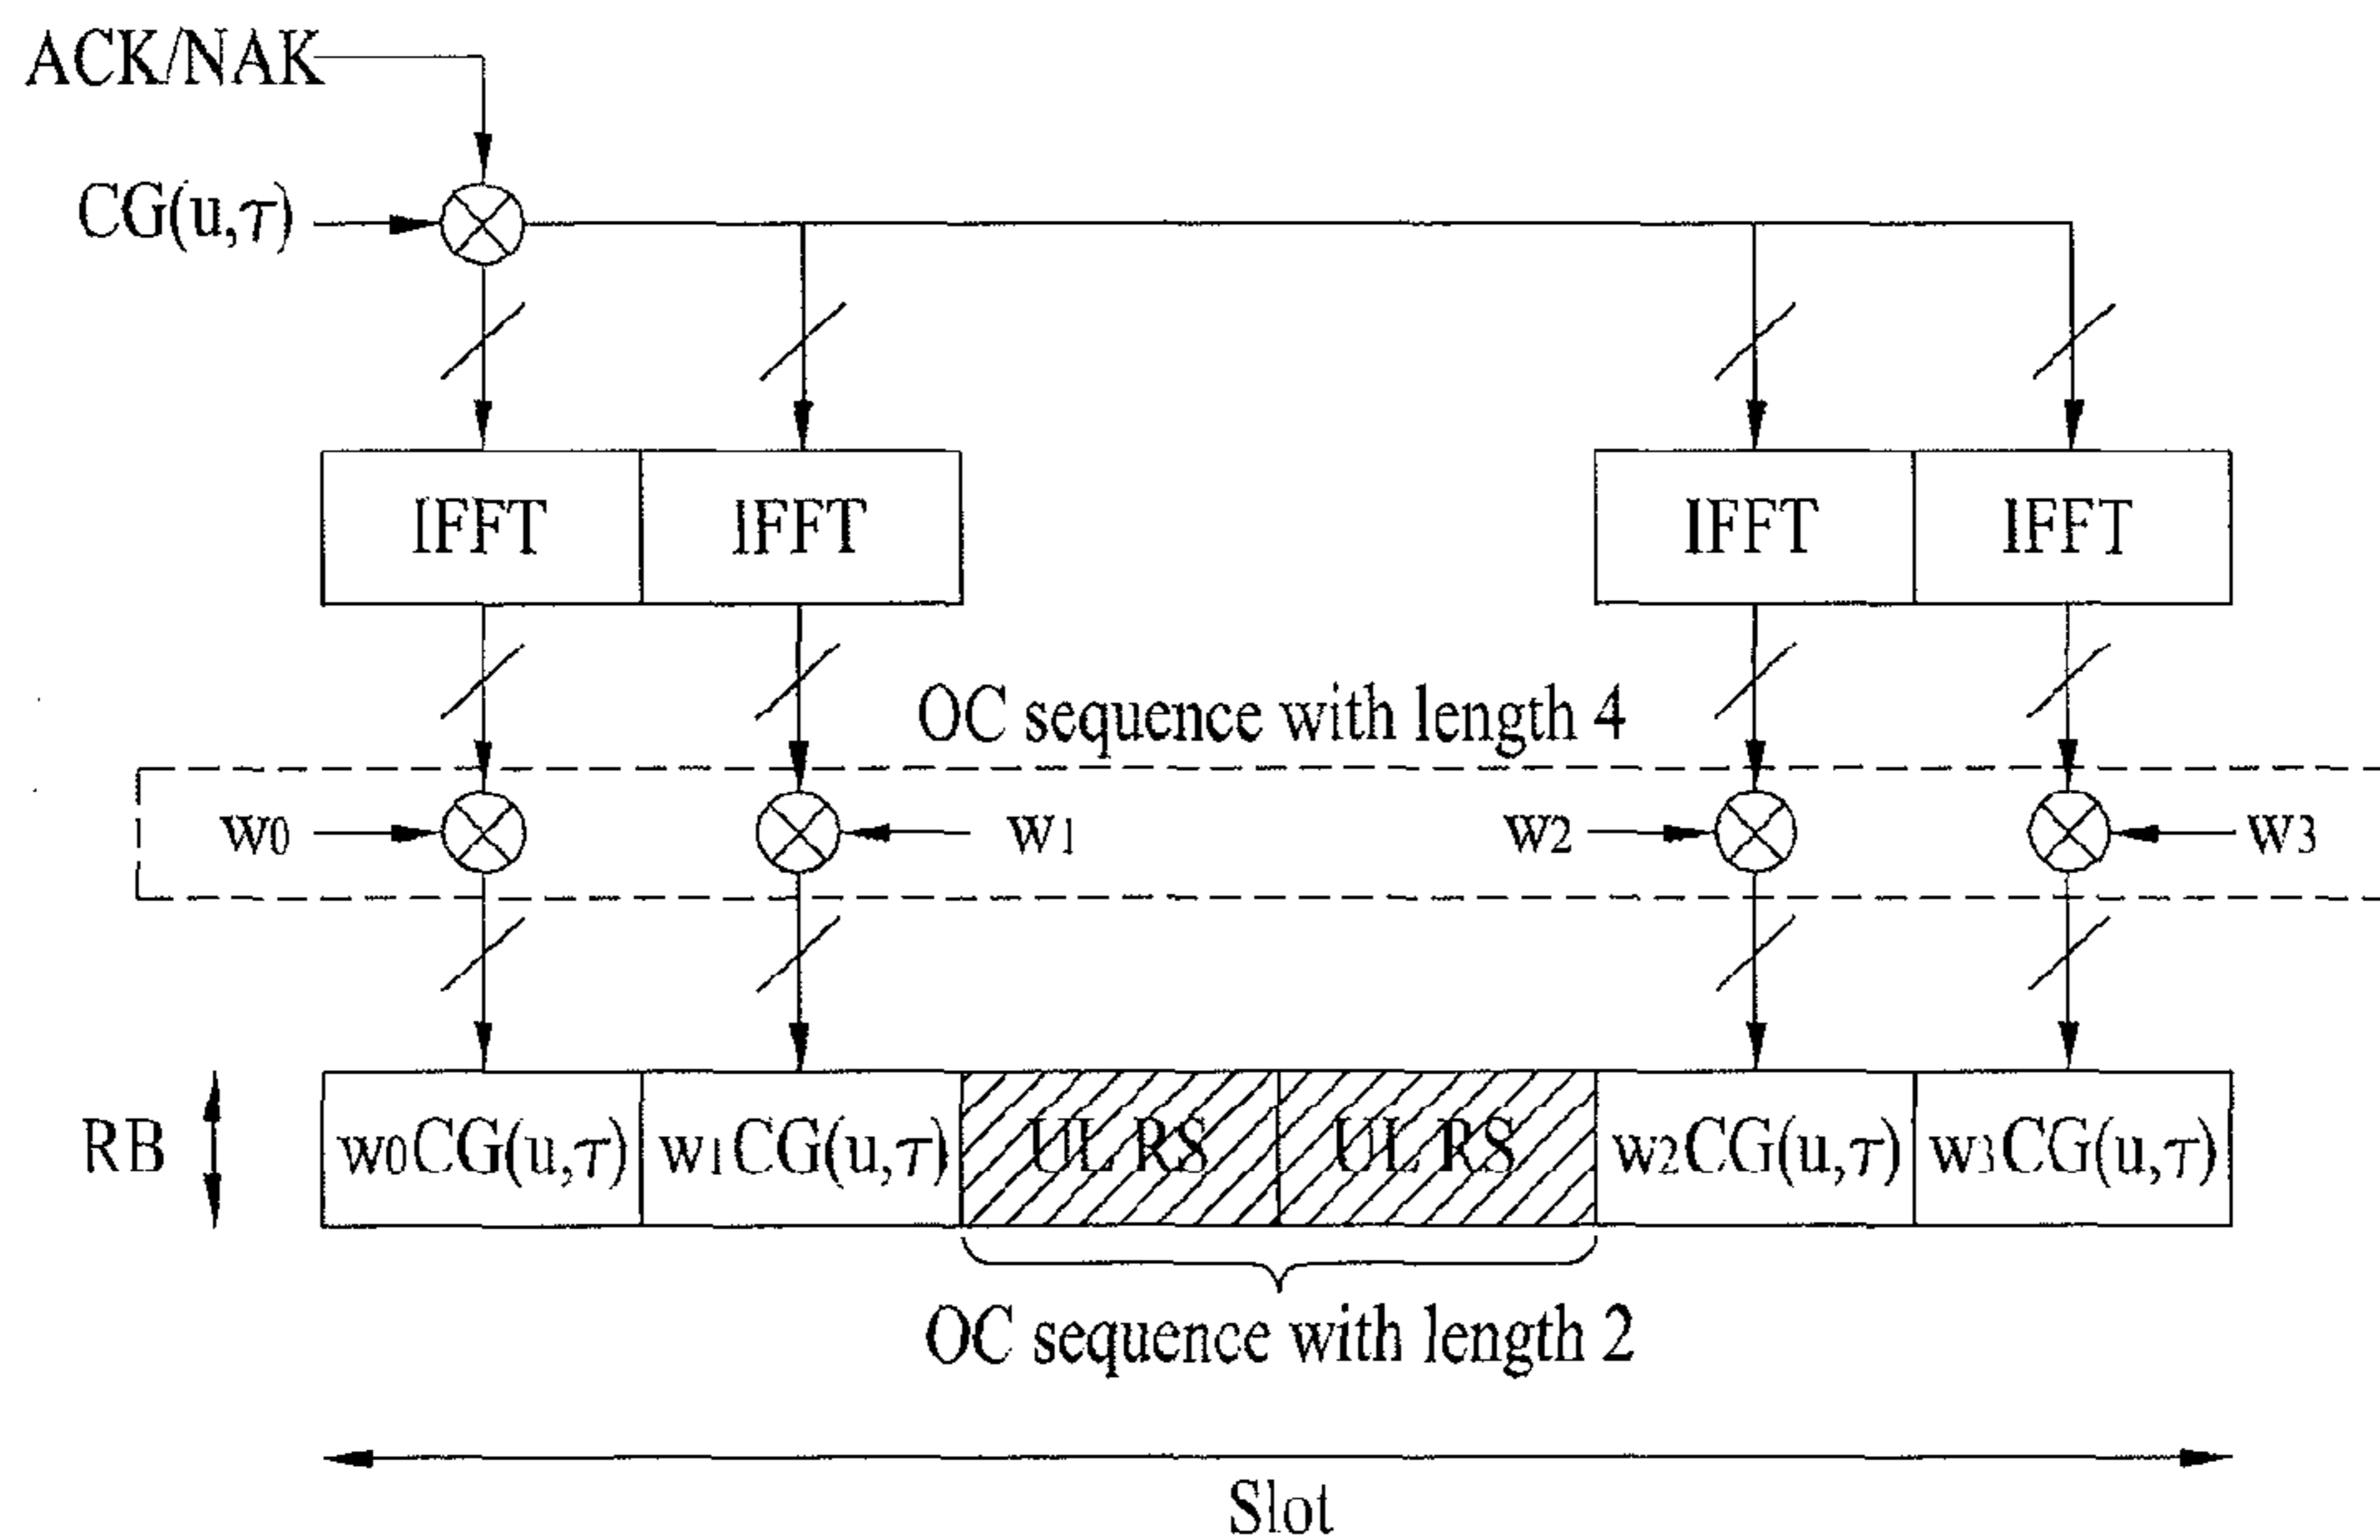 ACK/NAK
CG(u,τ)
IFFT IFFT IFFT IFFT
OC sequence with length 4
w0 w1 w2 w3
RB w0CG(u,τ) w1CG(u,τ) UL RS UL RS w2CG(u,τ) w3CG(u,τ)
OC sequence with length 2
Slot